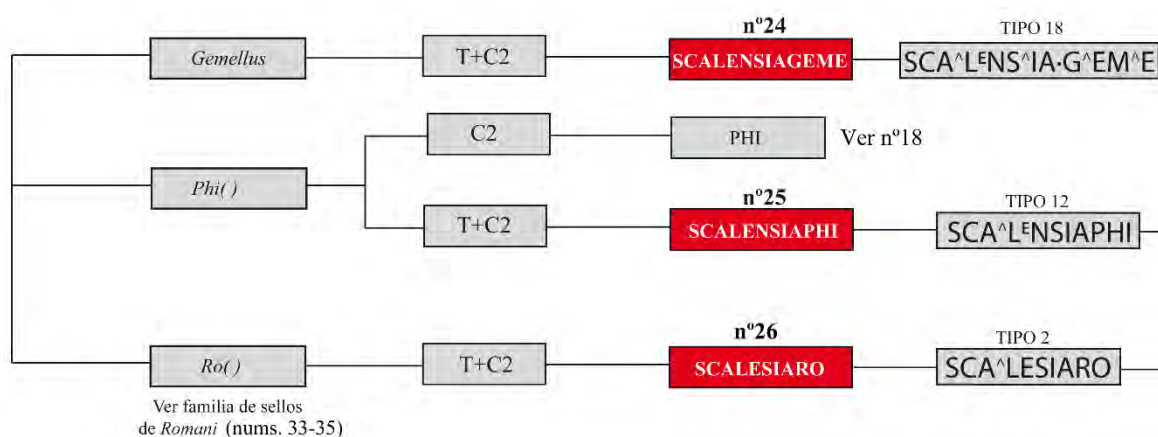 nº24
TIPO 18
Gemellus
T+C2
SCALENSIAGEME
SCA^LᴱNS^IA·G^EM^E
C2
PHI
Ver nº18
Phi( )
nº25
TIPO 12
T+C2
SCALENSIAPHI
SCA^LᴱNSIAPHI
nº26
TIPO 2
Ro( )
T+C2
SCALESIARO
SCA^LESIARO
Ver familia de sellos
de Romani (nums. 33-35)